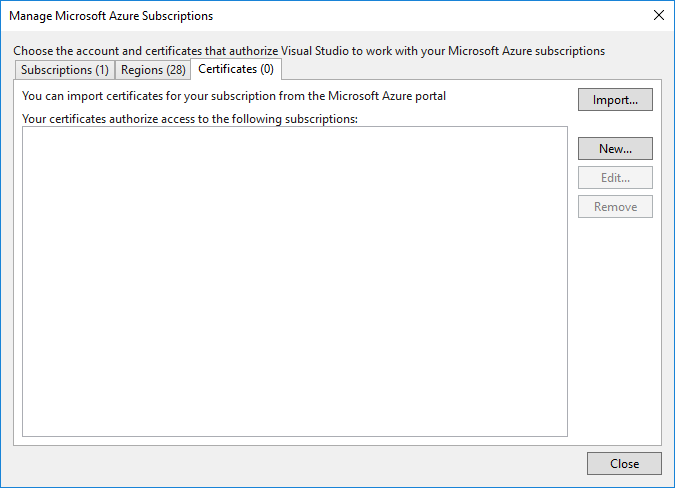 Manage Microsoft Azure Subscriptions
Choose the account and certificates that authorize Visual Studio to work with your Microsoft Azure subscriptions
Subscriptions (1) Regions (28) Certificates (0)
You can import certificates for your subscription from the Microsoft Azure portal
Import...
Your certificates authorize access to the following subscriptions:
New...
Edit...
Remove
Close